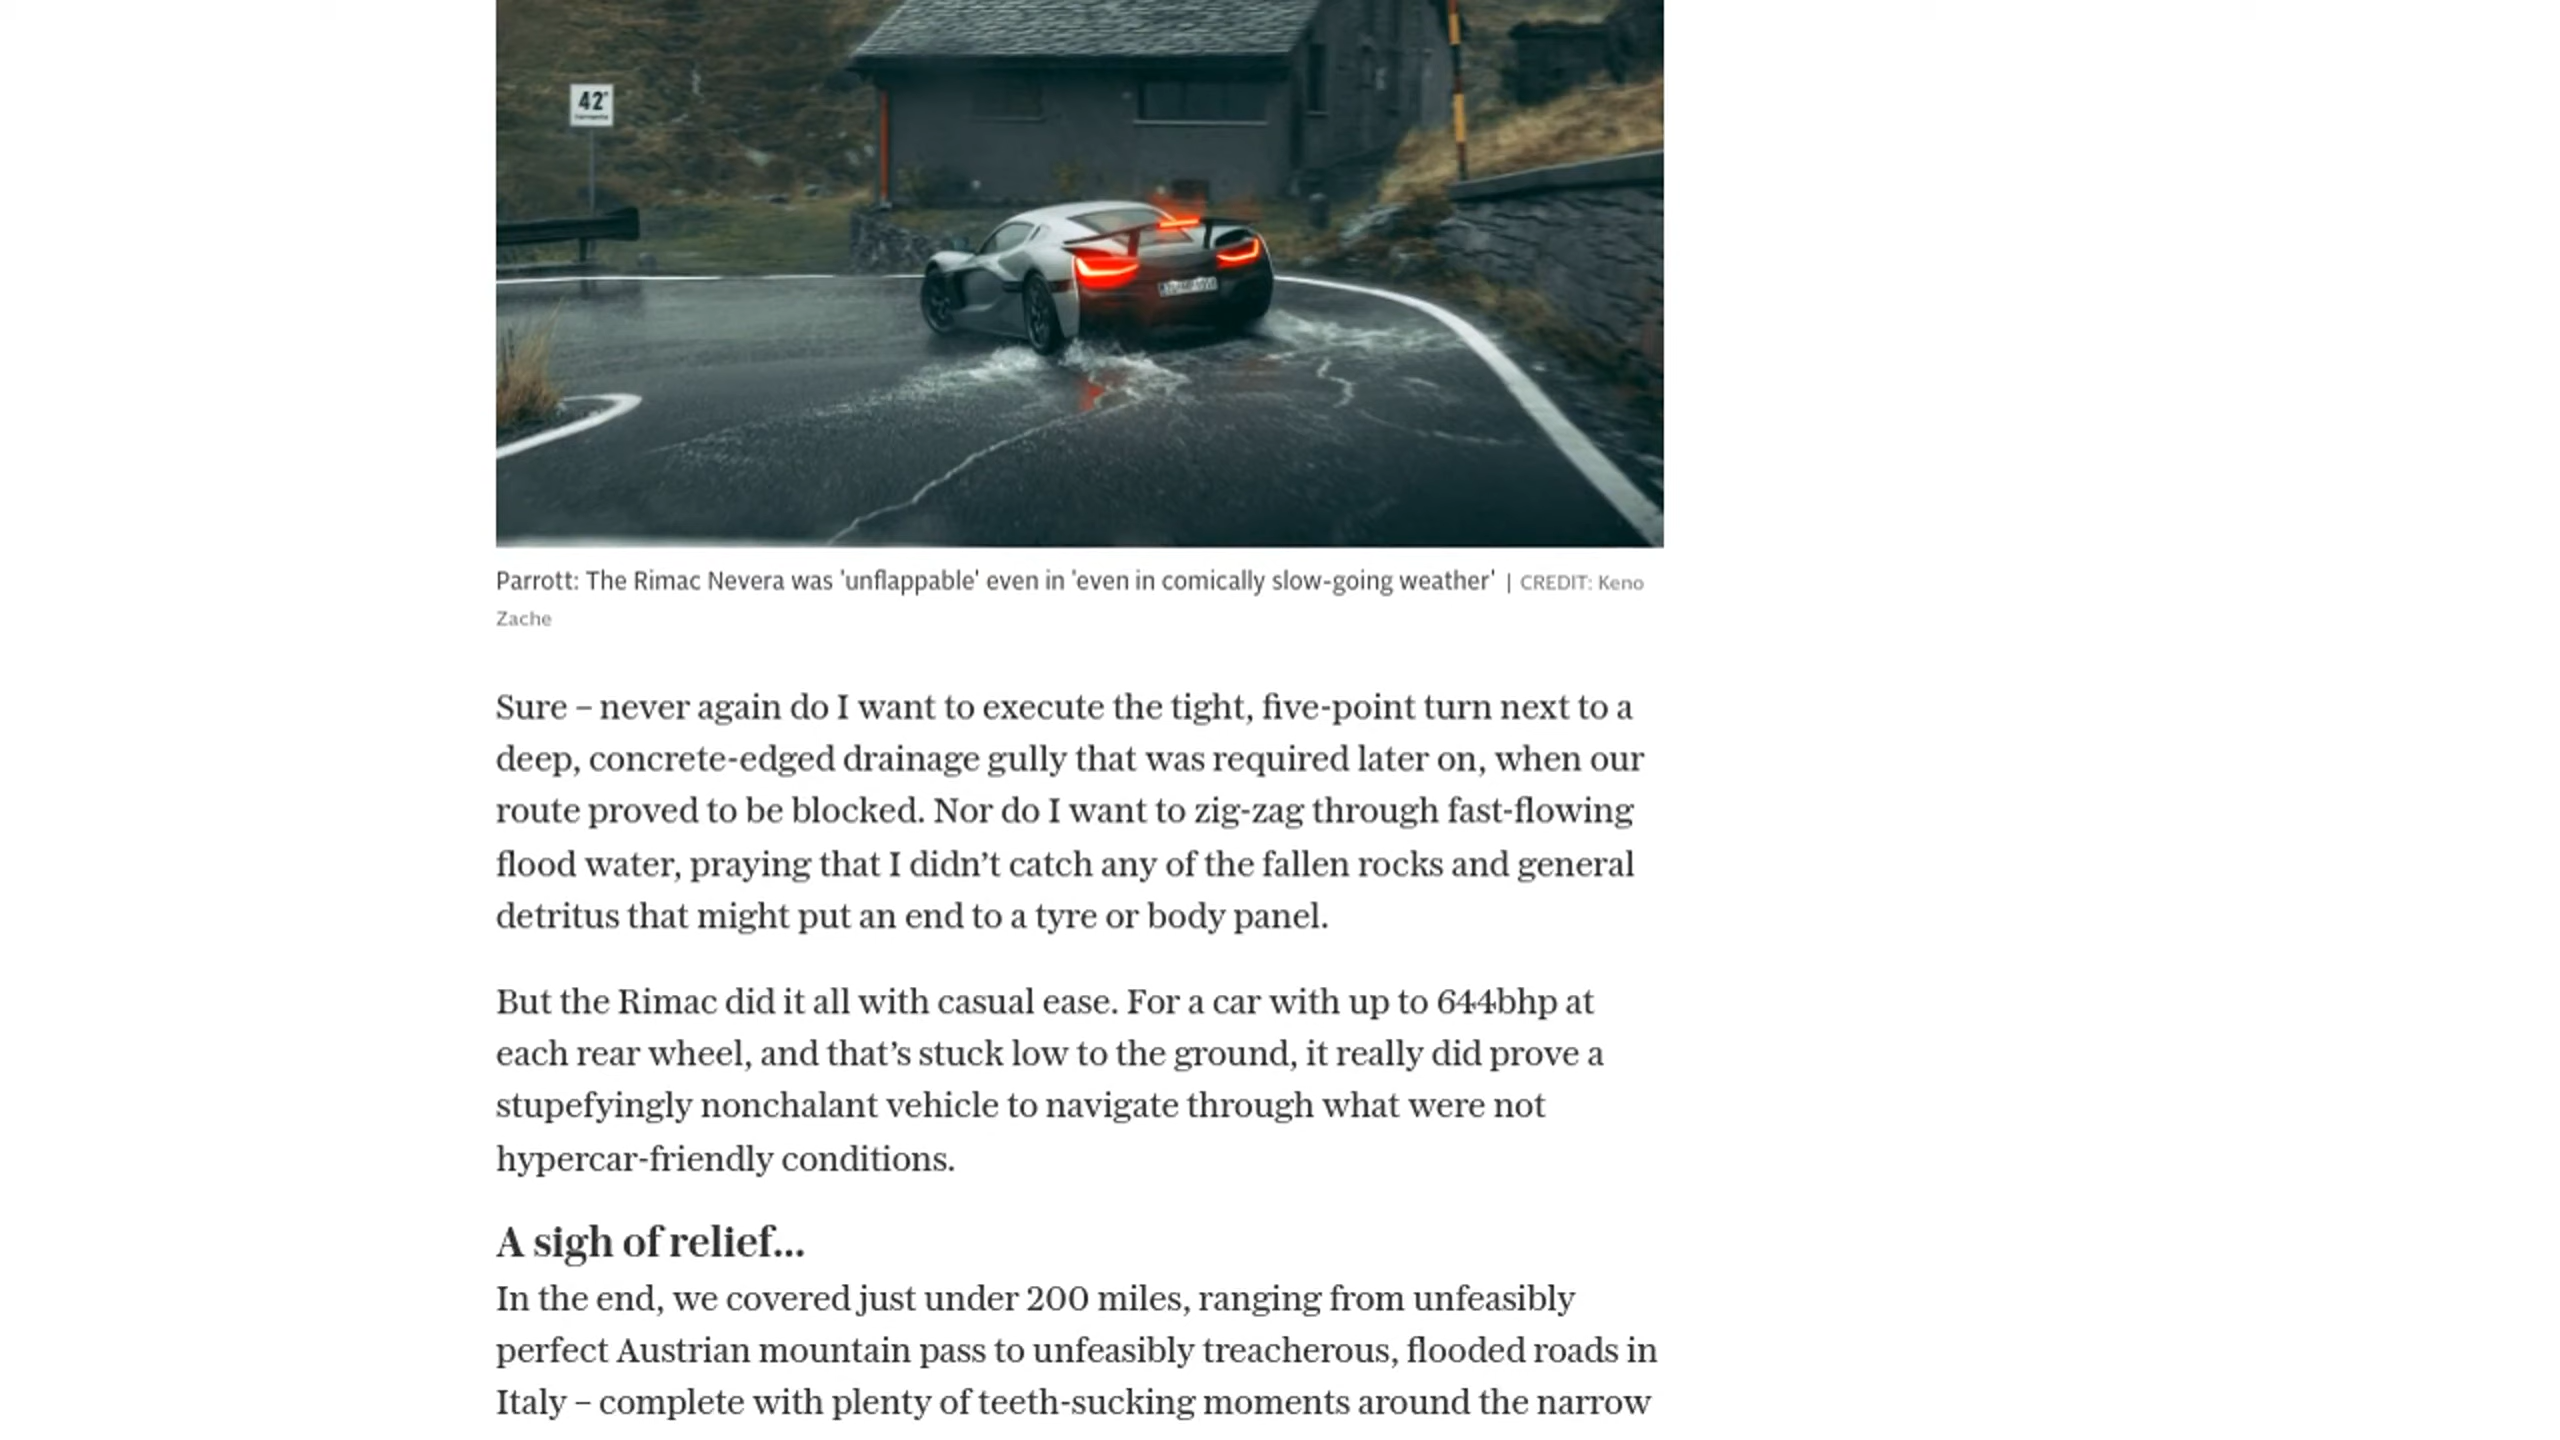 42°
Parrott: The Rimac Nevera was 'unflappable' even in 'even in comically slow-going weather' | CREDIT: Keno
Zache
Sure – never again do I want to execute the tight, five-point turn next to a
deep, concrete-edged drainage gully that was required later on, when our
route proved to be blocked. Nor do I want to zig-zag through fast-flowing
flood water, praying that I didn’t catch any of the fallen rocks and general
detritus that might put an end to a tyre or body panel.
But the Rimac did it all with casual ease. For a car with up to 644bhp at
each rear wheel, and that’s stuck low to the ground, it really did prove a
stupefyingly nonchalant vehicle to navigate through what were not
hypercar-friendly conditions.
A sigh of relief...
In the end, we covered just under 200 miles, ranging from unfeasibly
perfect Austrian mountain pass to unfeasibly treacherous, flooded roads in
Italy – complete with plenty of teeth-sucking moments around the narrow